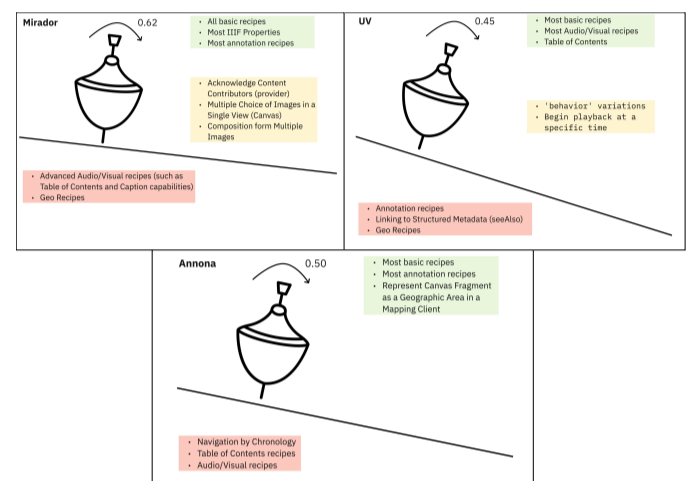 Mirador
0.62
• All basic recipes
• Most IIIF Properties
• Most annotation recipes
• Acknowledge Content
Contributors (provider)
• Multiple Choice of Images in a
Single View (Canvas)
• Composition form Multiple
Images
• Advanced Audio/Visual recipes (such as
Table of Contents and Caption capabilities)
• Geo Recipes
UV
0.45
• Most basic recipes
• Most Audio/Visual recipes
• Table of Contents
• 'behavior' variations
• Begin playback at a
specific time
• Annotation recipes
• Linking to Structured Metadata (seeAlso)
• Geo Recipes
Annona
0.50
• Most basic recipes
• Most annotation recipes
• Represent Canvas Fragment
as a Geographic Area in a
Mapping Client
• Navigation by Chronology
• Table of Contents recipes
• Audio/Visual recipes